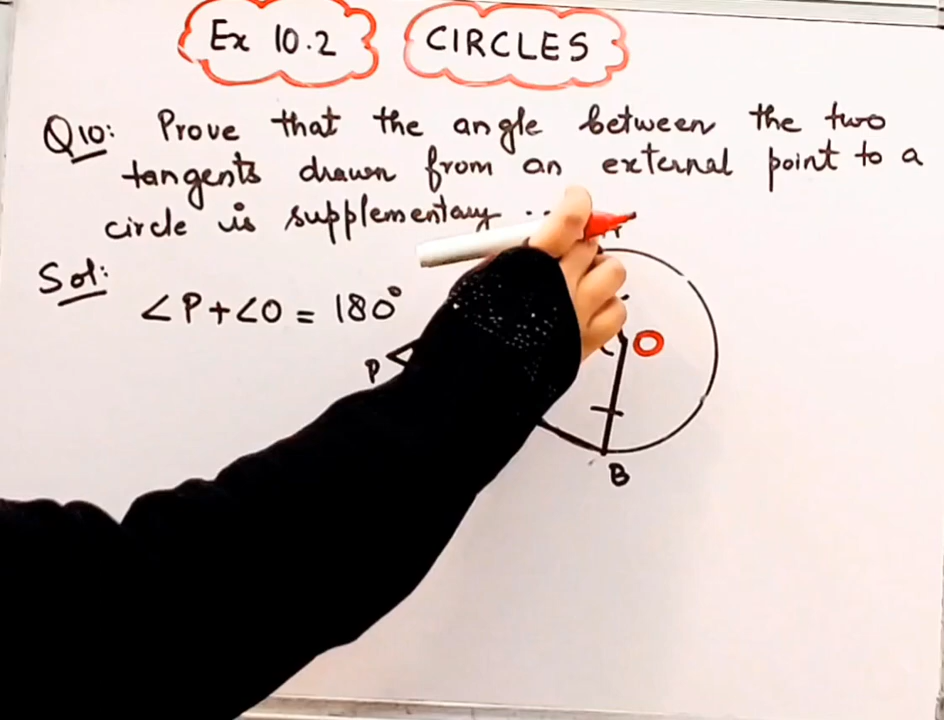 Ex 10.2 CIRCLES
Q10: Prove that the angle between the two
tangents drawn from an external point to a
circle is supplementary
Sol:
∠P+∠O = 180°
O
P
B